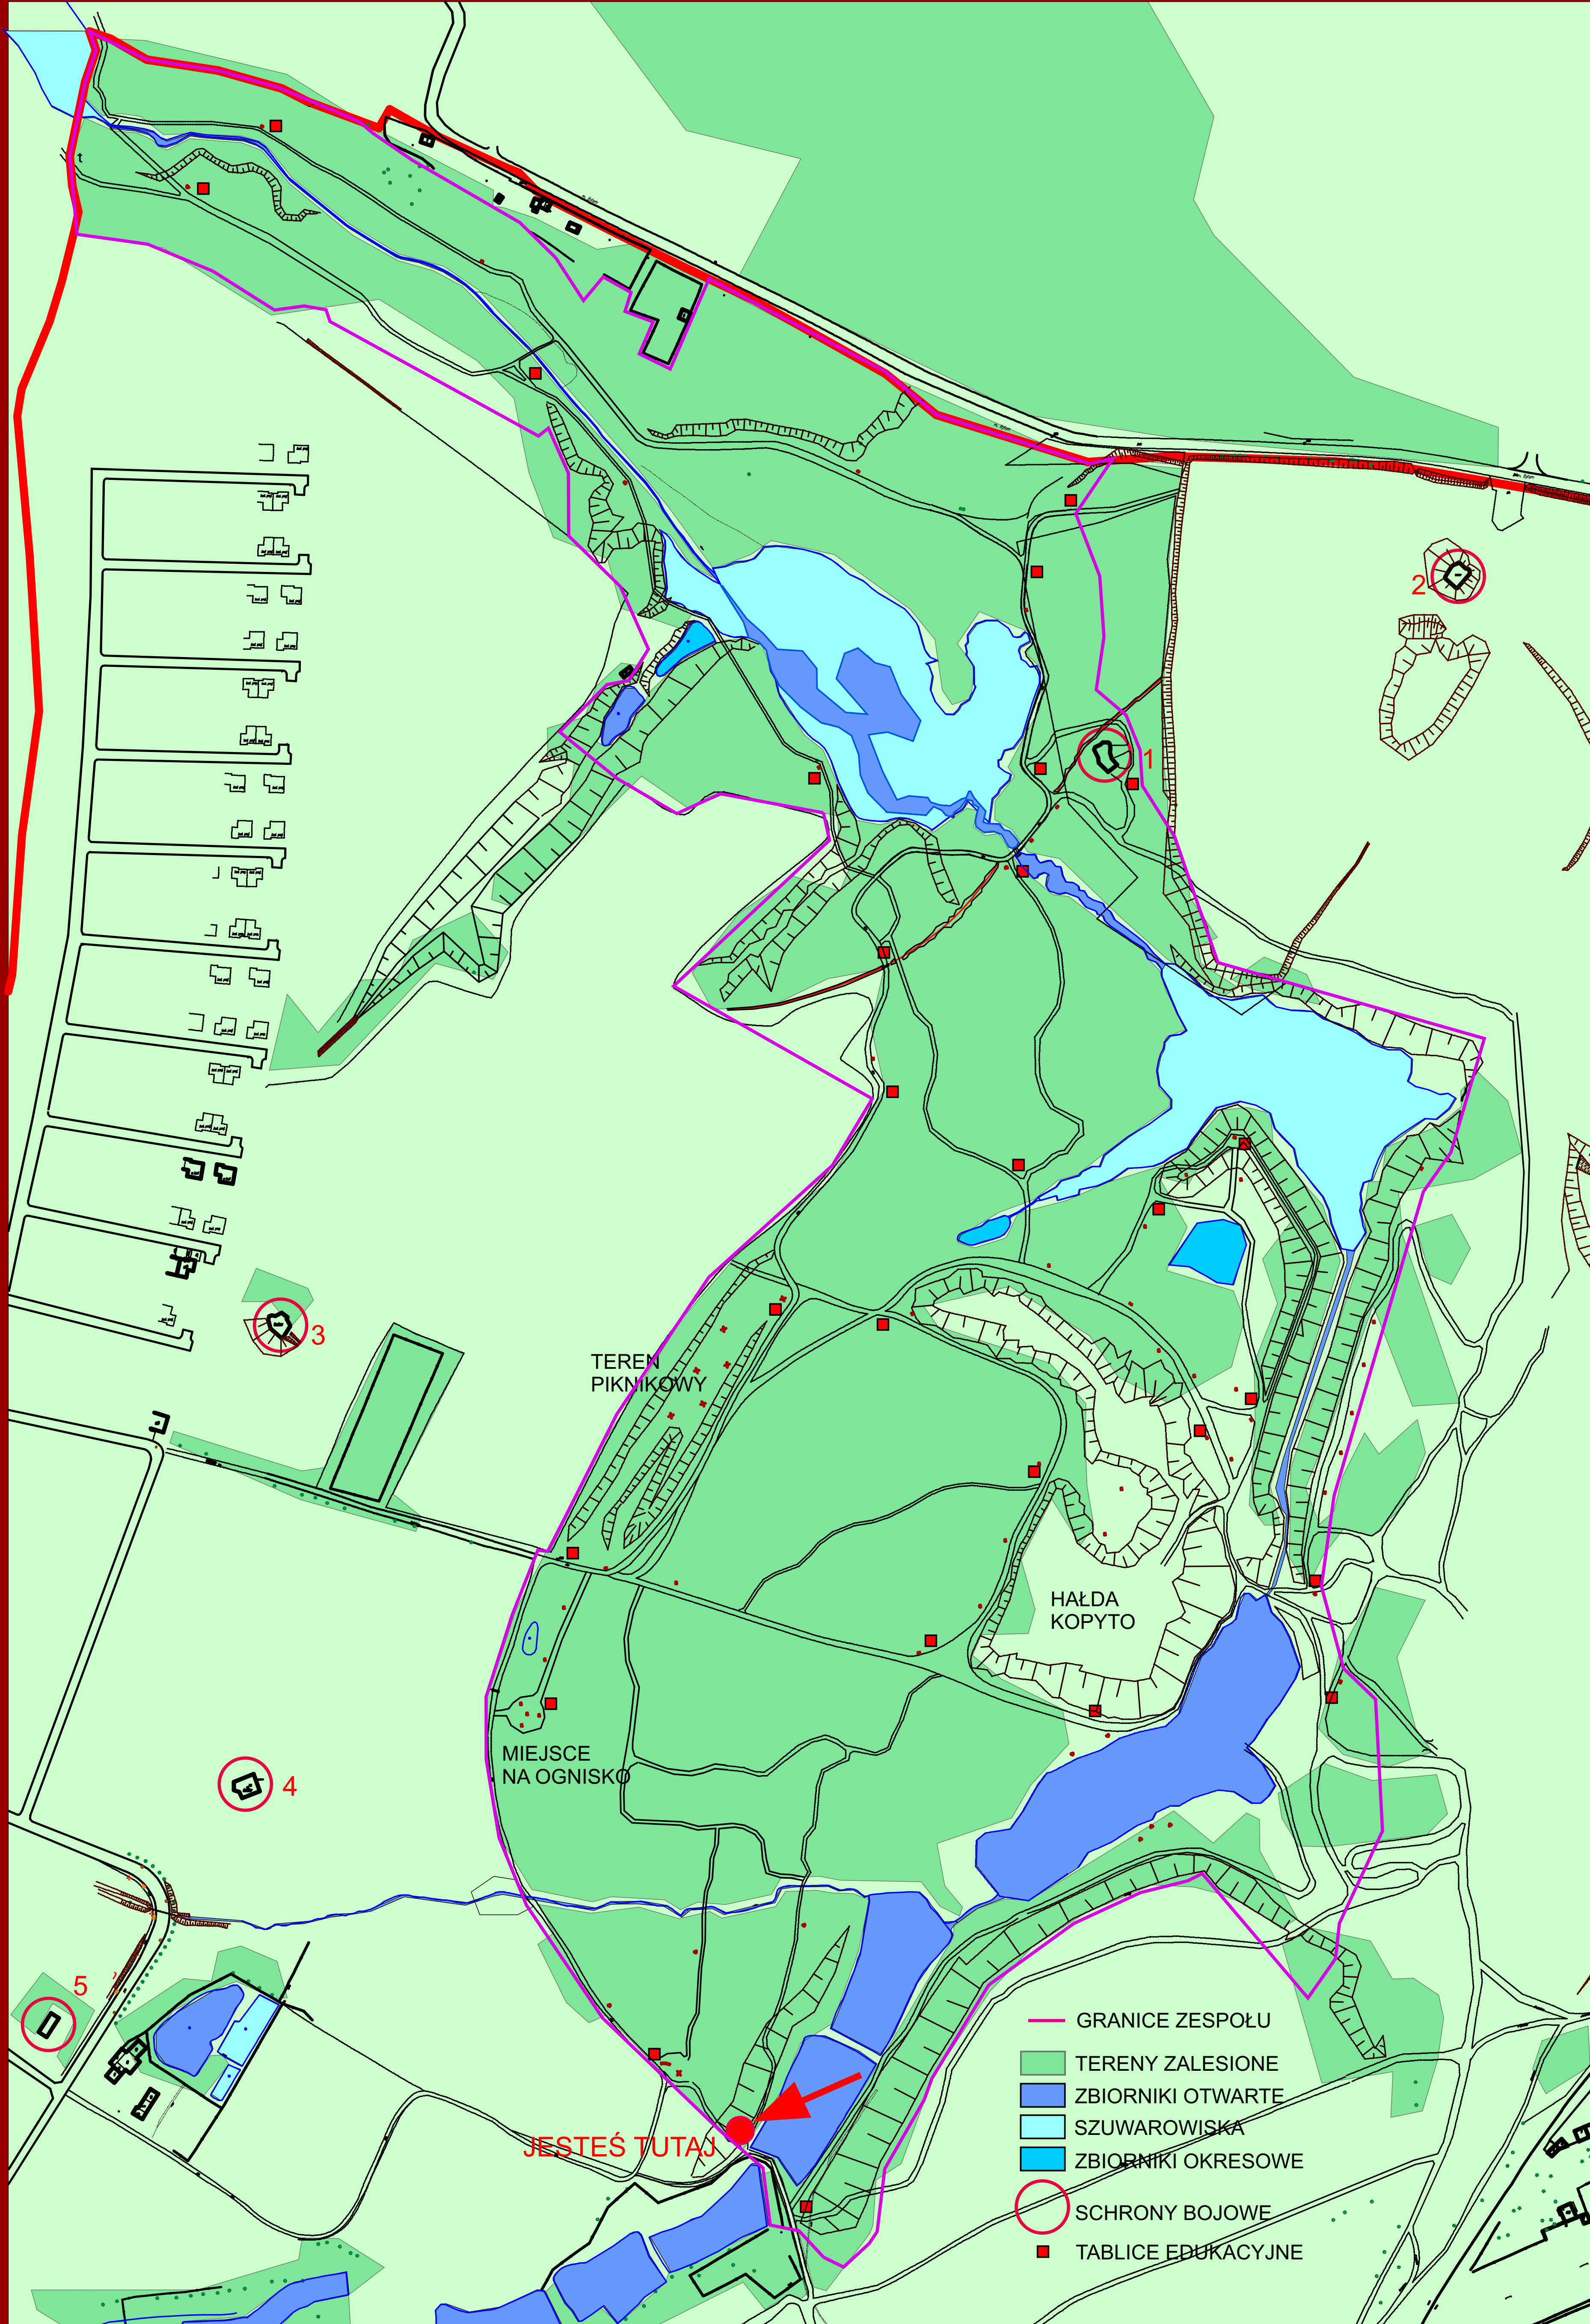 2
1
3
TEREN
PIKNIKOWY
HAŁDA
KOPYTO
MIEJSCE
NA OGNISKO
4
5
JESTEŚ TUTAJ
GRANICE ZESPOŁU
TERENY ZALESIONE
ZBIORNIKI OTWARTE
SZUWAROWISKA
ZBIORNIKI OKRESOWE
SCHRONY BOJOWE
TABLICE EDUKACYJNE